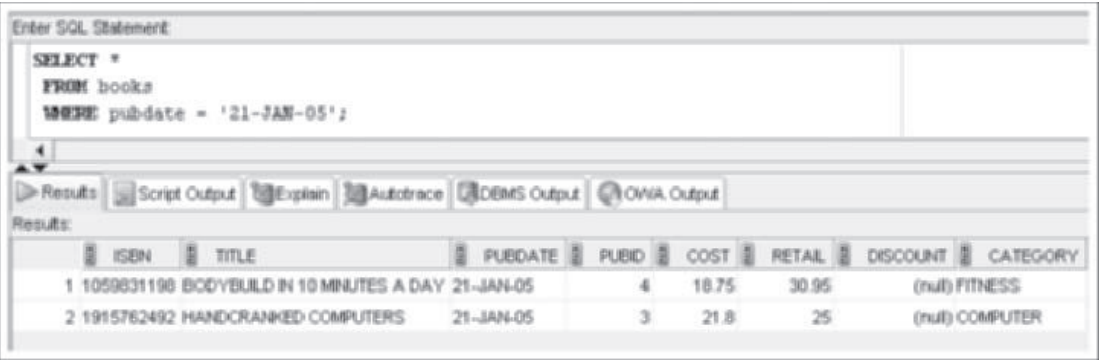 Enter SQL Statement:
SELECT *
FROM books
WHERE pubdate = '21-JAN-05';
Results Script Output Explain Autotrace DBMS Output OWA Output
Results:
ISBN TITLE PUBDATE PUBID COST RETAIL DISCOUNT CATEGORY
1 1059831198 BODYBUILD IN 10 MINUTES A DAY 21-JAN-05 4 18.75 30.95 (null) FITNESS
2 1915762492 HANDCRANKED COMPUTERS 21-JAN-05 3 21.8 25 (null) COMPUTER